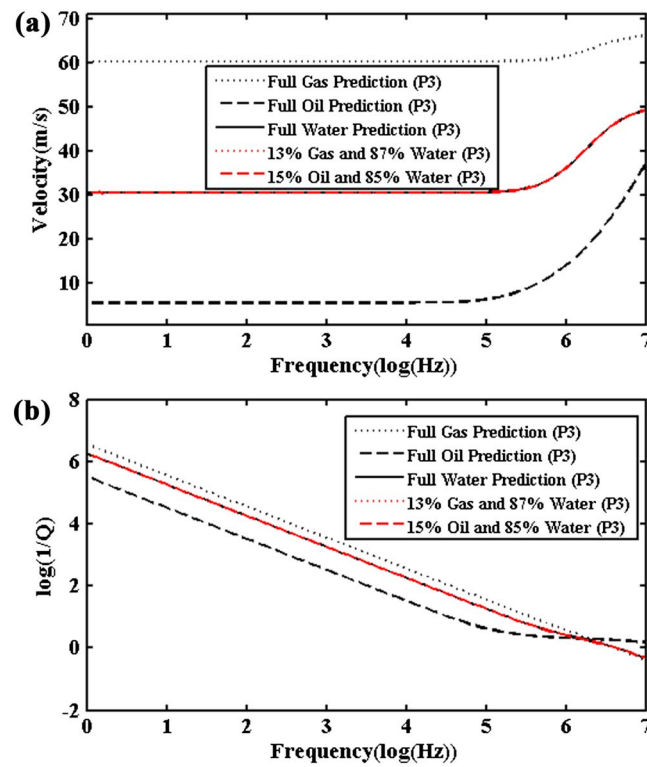 (a)
70
60
50
40
30
20
10
Velocity(m/s)
Full Gas Prediction (P3)
Full Oil Prediction (P3)
Full Water Prediction (P3)
13% Gas and 87% Water (P3)
15% Oil and 85% Water (P3)
0 1 2 3 4 5 6 7
Frequency(log(Hz))
(b)
8
6
4
2
0
-2
log(1/Q)
Full Gas Prediction (P3)
Full Oil Prediction (P3)
Full Water Prediction (P3)
13% Gas and 87% Water (P3)
15% Oil and 85% Water (P3)
0 1 2 3 4 5 6 7
Frequency(log(Hz))